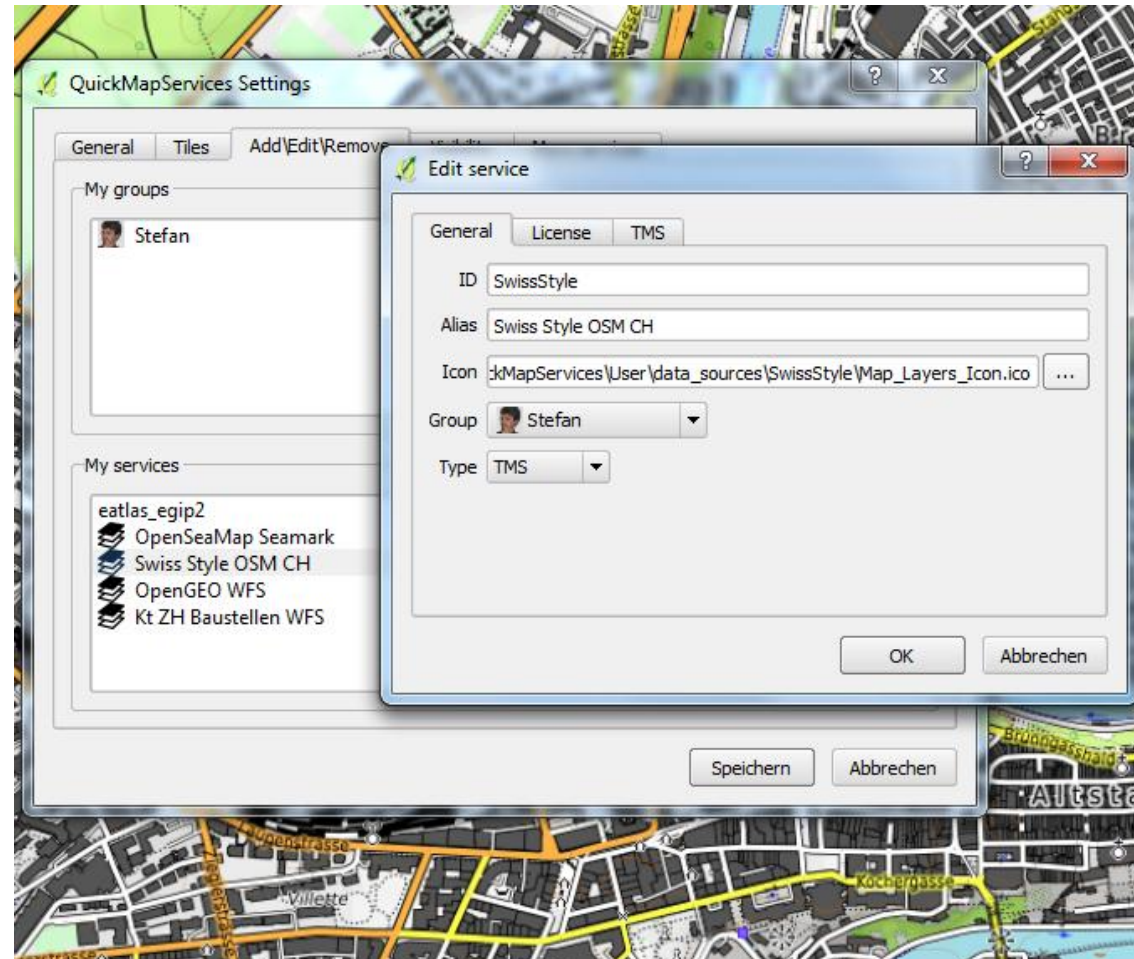 QuickMapServices Settings
General Tiles Add\Edit\Remove
My groups
Stefan
My services
eatlas_egip2
OpenSeaMap Seamark
Swiss Style OSM CH
OpenGEO WFS
Kt ZH Baustellen WFS
Speichern Abbrechen
Edit service
General License TMS
ID SwissStyle
Alias Swiss Style OSM CH
Icon kMapServices\User\data_sources\SwissStyle\Map_Layers_Icon.ico ...
Group Stefan
Type TMS
OK Abbrechen
Brunngasshalde
Altsta
Laupenstrasse
Villette
Kochergasse